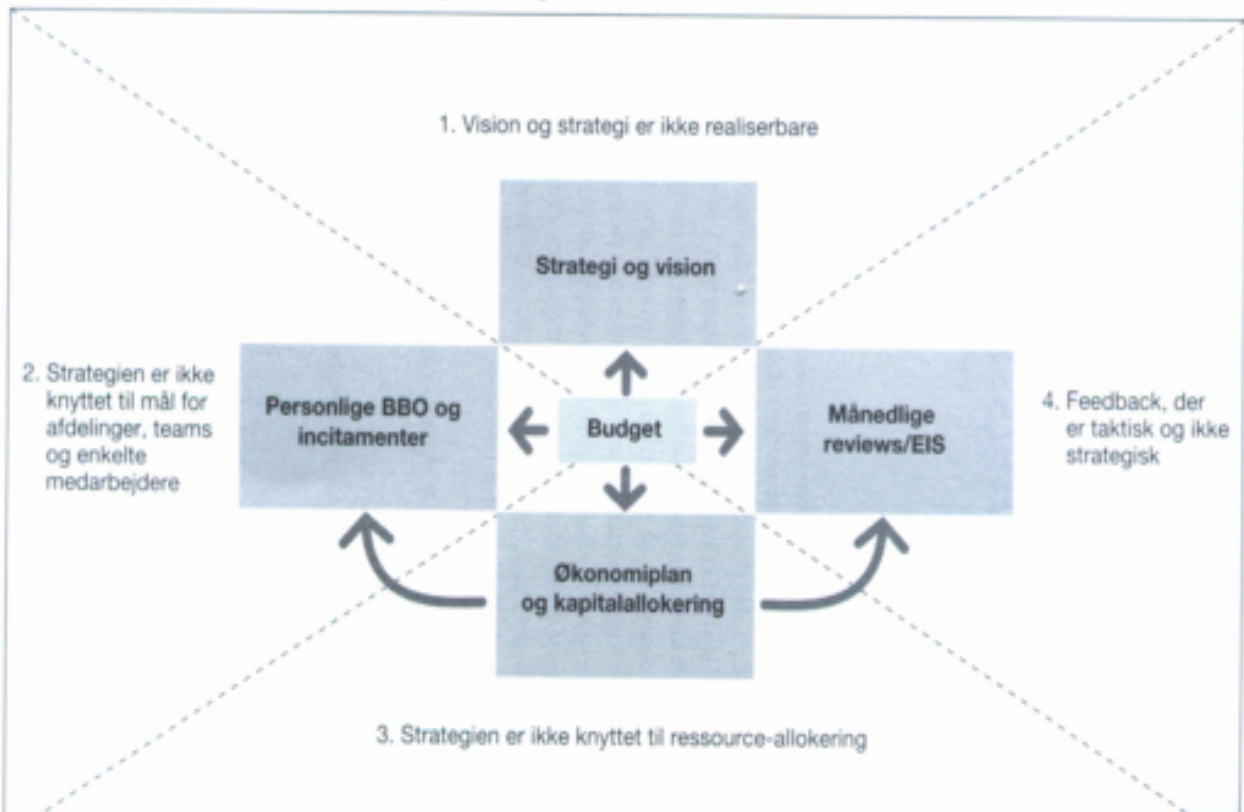 1. Vision og strategi er ikke realiserbare
Strategi og vision
2. Strategien er ikke
knyttet til mål for
afdelinger, teams
og enkelte
medarbejdere
Personlige BBO og
incitamenter
Budget
Månedlige
reviews/EIS
4. Feedback, der
er taktisk og ikke
strategisk
Økonomiplan
og kapitalallokering
3. Strategien er ikke knyttet til ressource-allokering